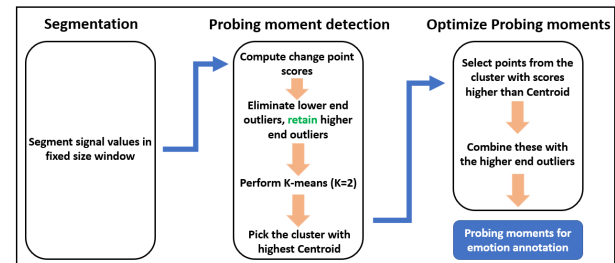 Segmentation
Segment signal values in
fixed size window
Probing moment detection
Compute change point
scores
Eliminate lower end
outliers, retain higher
end outliers
Perform K-means (K=2)
Pick the cluster with
highest Centroid
Optimize Probing moments
Select points from the
cluster with scores
higher than Centroid
Combine these with
the higher end outliers
Probing moments for
emotion annotation